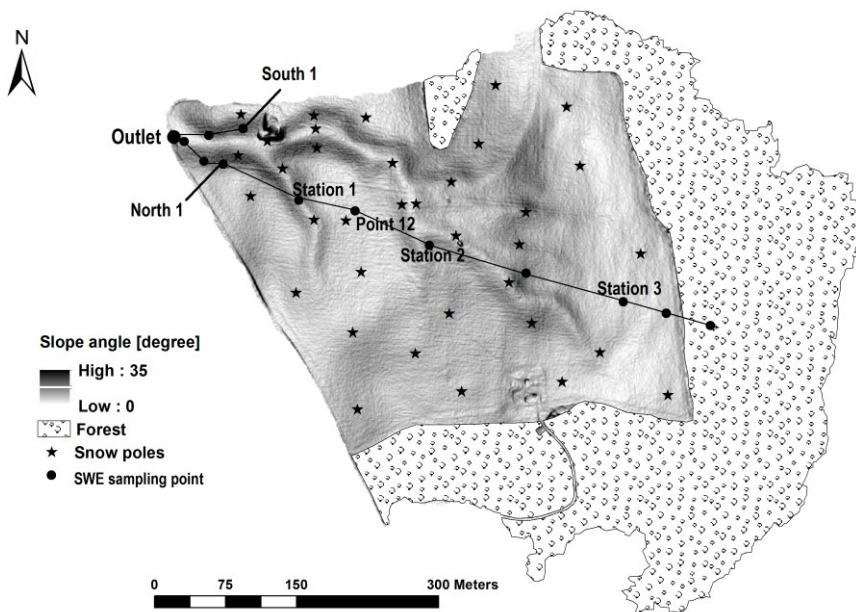 N
South 1
Outlet
North 1
Station 1
Point 12
Station 2
Station 3
Slope angle [degree]
High : 35
Low : 0
Forest
Snow poles
SWE sampling point
0 75 150 300 Meters